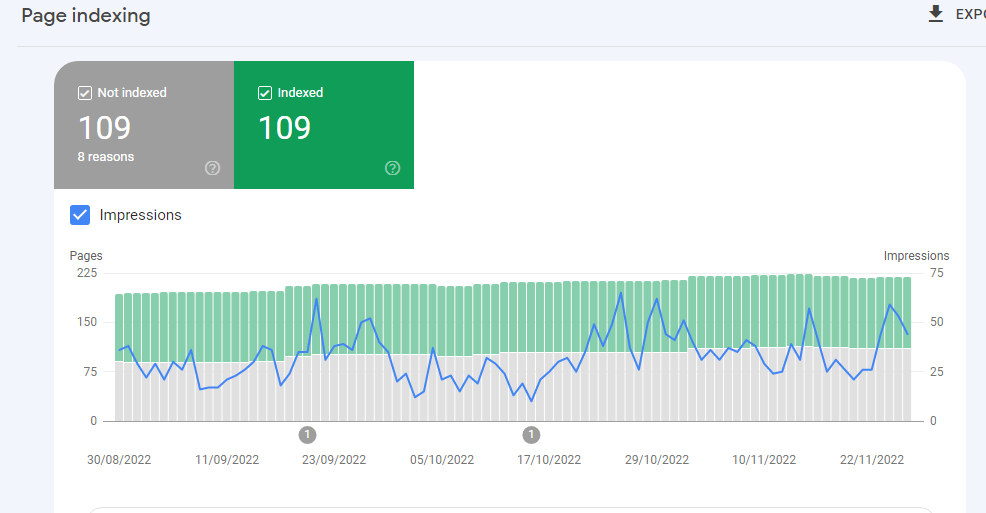 Page indexing
EXPO
Not indexed
Indexed
109
109
8 reasons
Impressions
Pages
Impressions
225
75
150
50
75
25
0
0
1
1
30/08/2022
11/09/2022
23/09/2022
05/10/2022
17/10/2022
29/10/2022
10/11/2022
22/11/2022